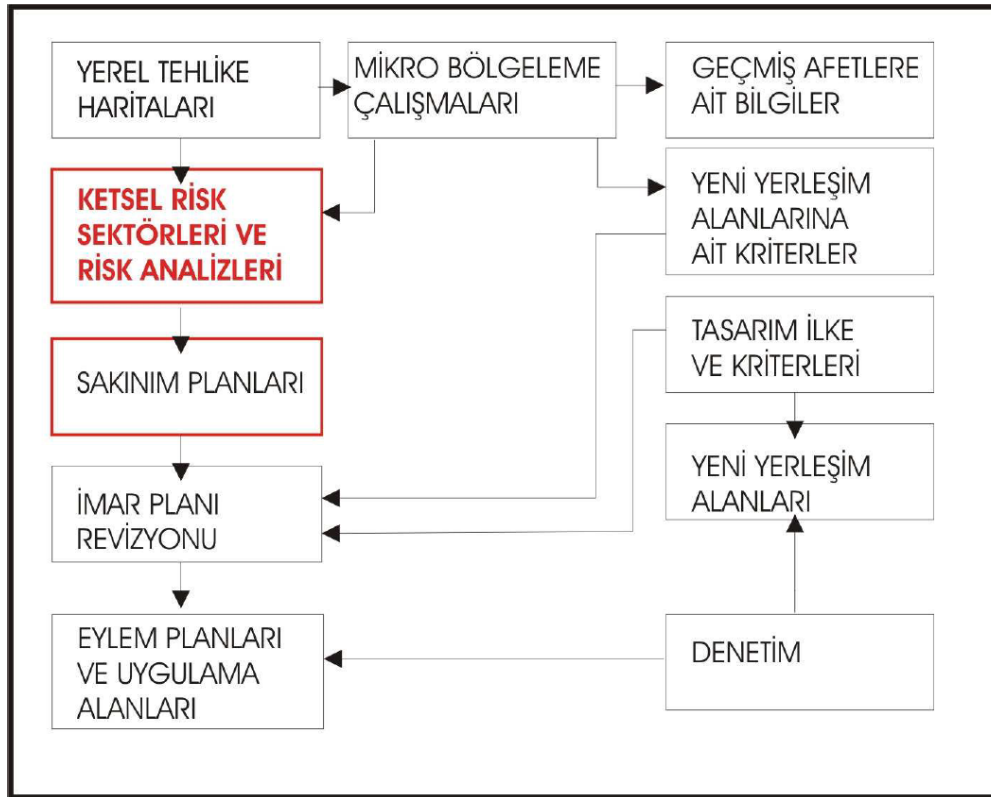 YEREL TEHLİKE
HARİTALARI
MİKRO BÖLGELEME
ÇALIŞMALARI
GEÇMİŞ AFETLERE
AİT BİLGİLER
KETSEL RİSK
SEKTÖRLERİ VE
RİSK ANALİZLERİ
YENİ YERLEŞİM
ALANLARINA
AİT KRİTERLER
SAKINIM PLANLARI
TASARIM İLKE
VE KRİTERLERİ
İMAR PLANI
REVİZYONU
YENİ YERLEŞİM
ALANLARI
EYLEM PLANLARI
VE UYGULAMA
ALANLARI
DENETİM